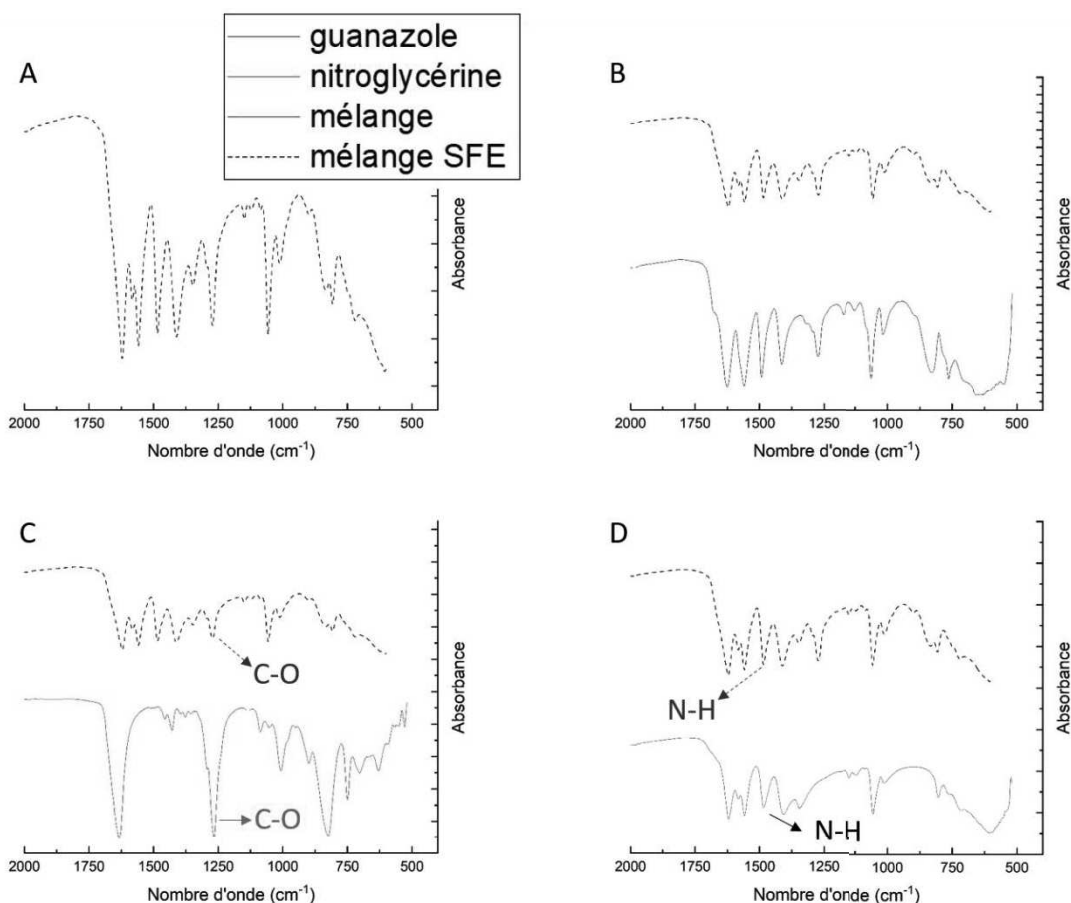 guanazole
nitroglycérine
mélange
mélange SFE
A
Absorbance
2000 1750 1500 1250 1000 750 500
Nombre d'onde (cm⁻¹)
B
Absorbance
2000 1750 1500 1250 1000 750 500
Nombre d'onde (cm⁻¹)
C
C-O
C-O
Absorbance
2000 1750 1500 1250 1000 750 500
Nombre d'onde (cm⁻¹)
D
N-H
N-H
Absorbance
2000 1750 1500 1250 1000 750 500
Nombre d'onde (cm⁻¹)